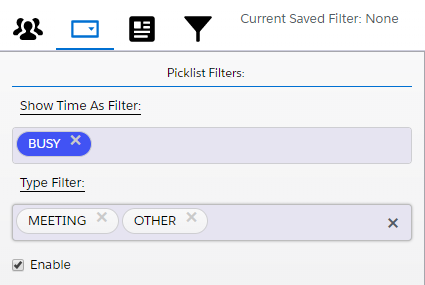 Current Saved Filter: None
Picklist Filters:
Show Time As Filter:
BUSY ×
Type Filter:
MEETING × OTHER × ×
Enable